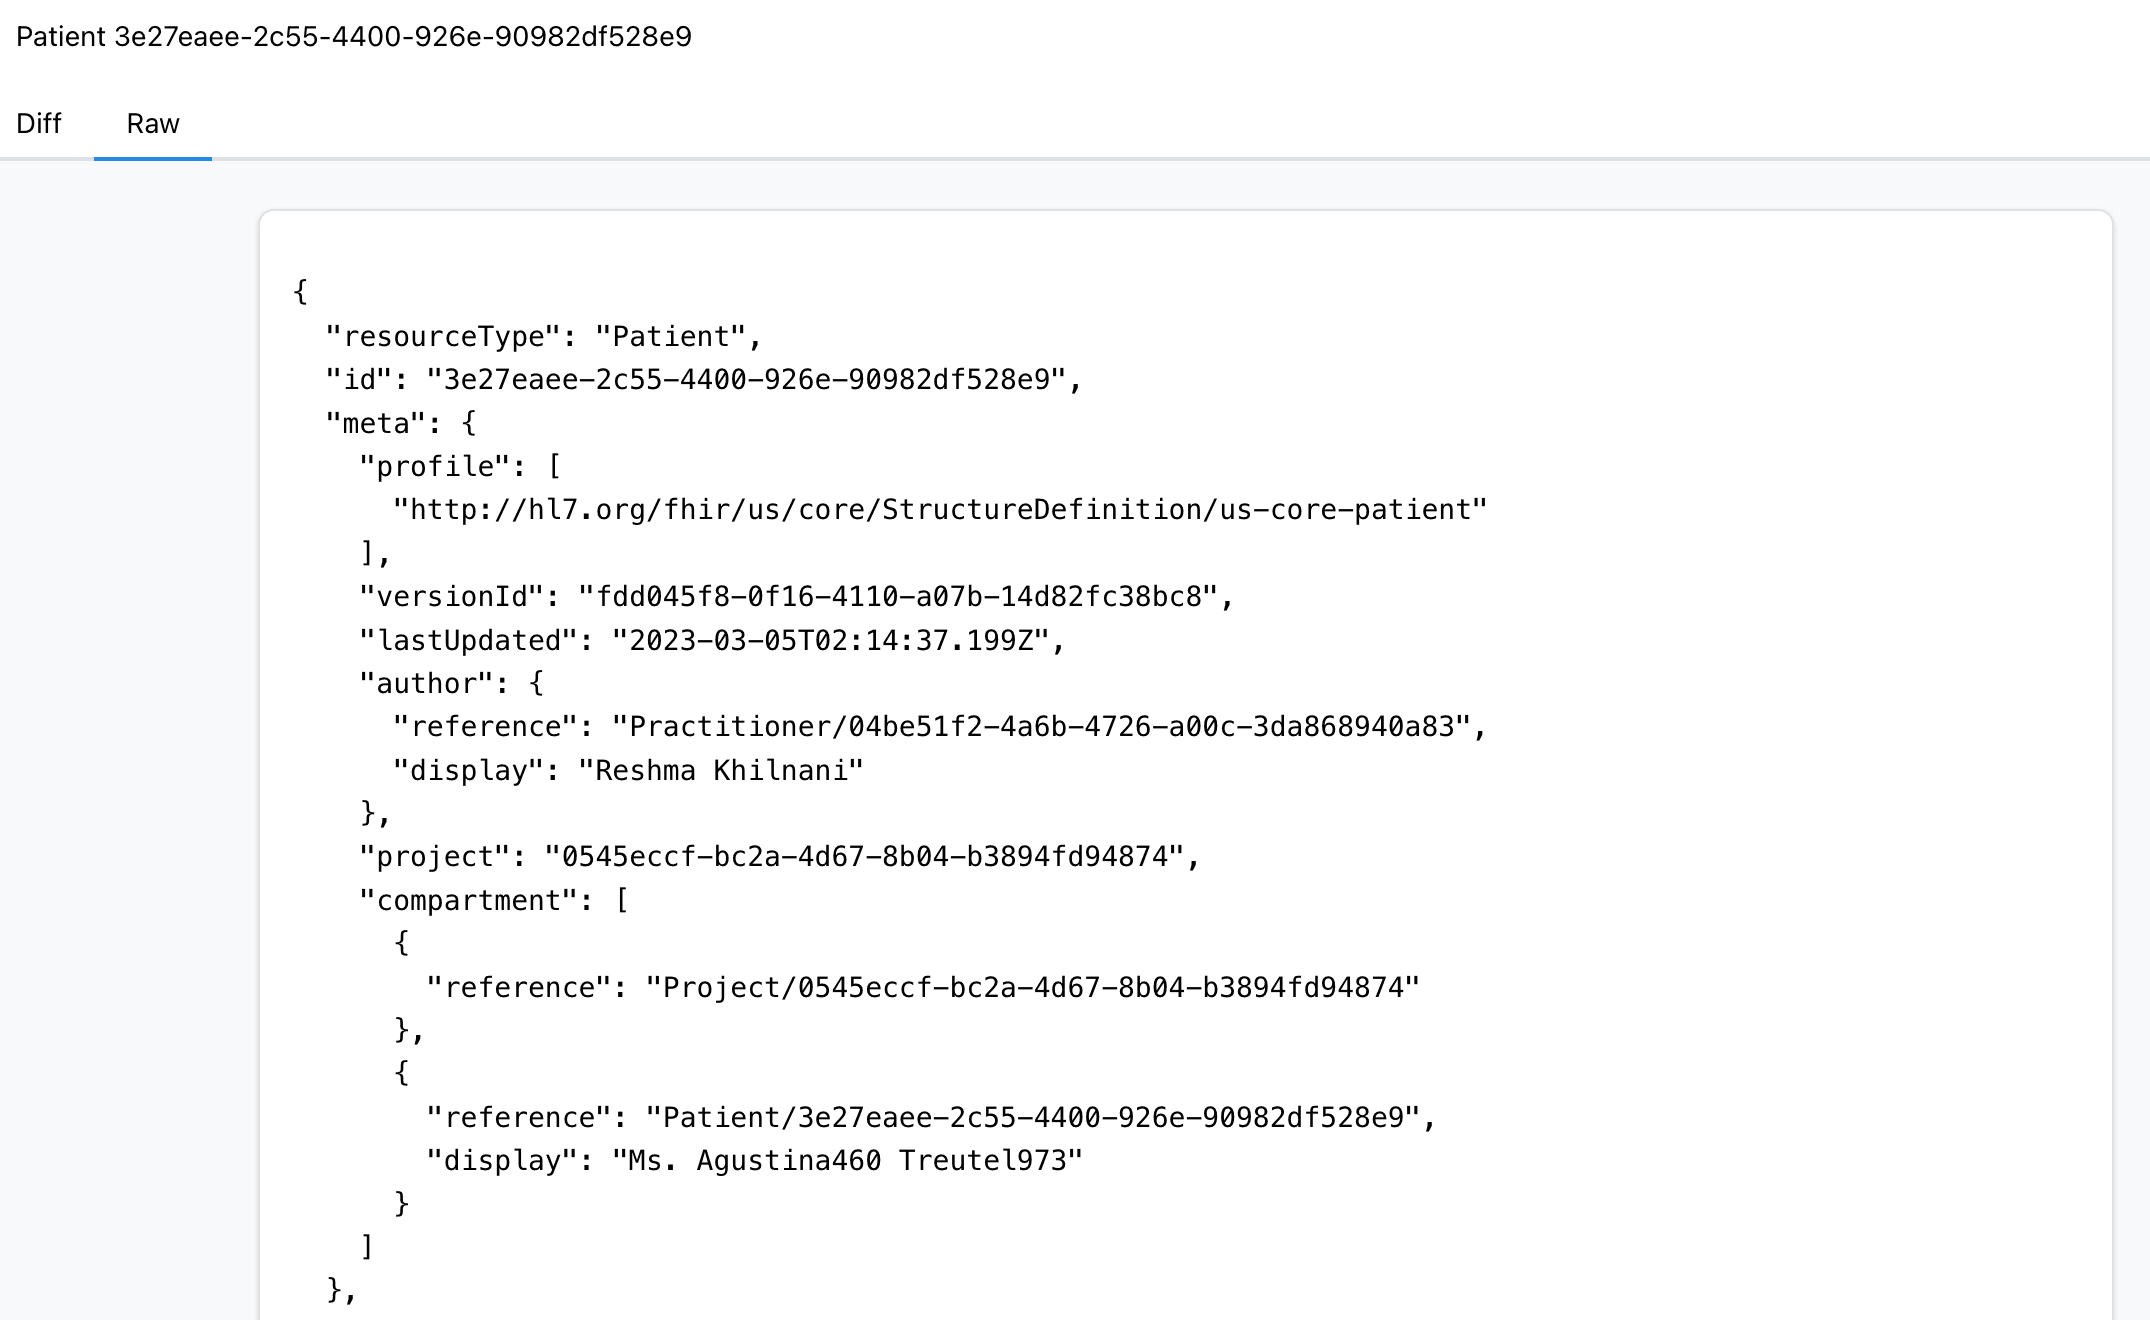 Patient 3e27eaee-2c55-4400-926e-90982df528e9
Diff Raw
{
  "resourceType": "Patient",
  "id": "3e27eaee-2c55-4400-926e-90982df528e9",
  "meta": {
    "profile": [
      "http://hl7.org/fhir/us/core/StructureDefinition/us-core-patient"
    ],
    "versionId": "fdd045f8-0f16-4110-a07b-14d82fc38bc8",
    "lastUpdated": "2023-03-05T02:14:37.199Z",
    "author": {
      "reference": "Practitioner/04be51f2-4a6b-4726-a00c-3da868940a83",
      "display": "Reshma Khilnani"
    },
    "project": "0545eccf-bc2a-4d67-8b04-b3894fd94874",
    "compartment": [
      {
        "reference": "Project/0545eccf-bc2a-4d67-8b04-b3894fd94874"
      },
      {
        "reference": "Patient/3e27eaee-2c55-4400-926e-90982df528e9",
        "display": "Ms. Agustina460 Treutel973"
      }
    ]
  },